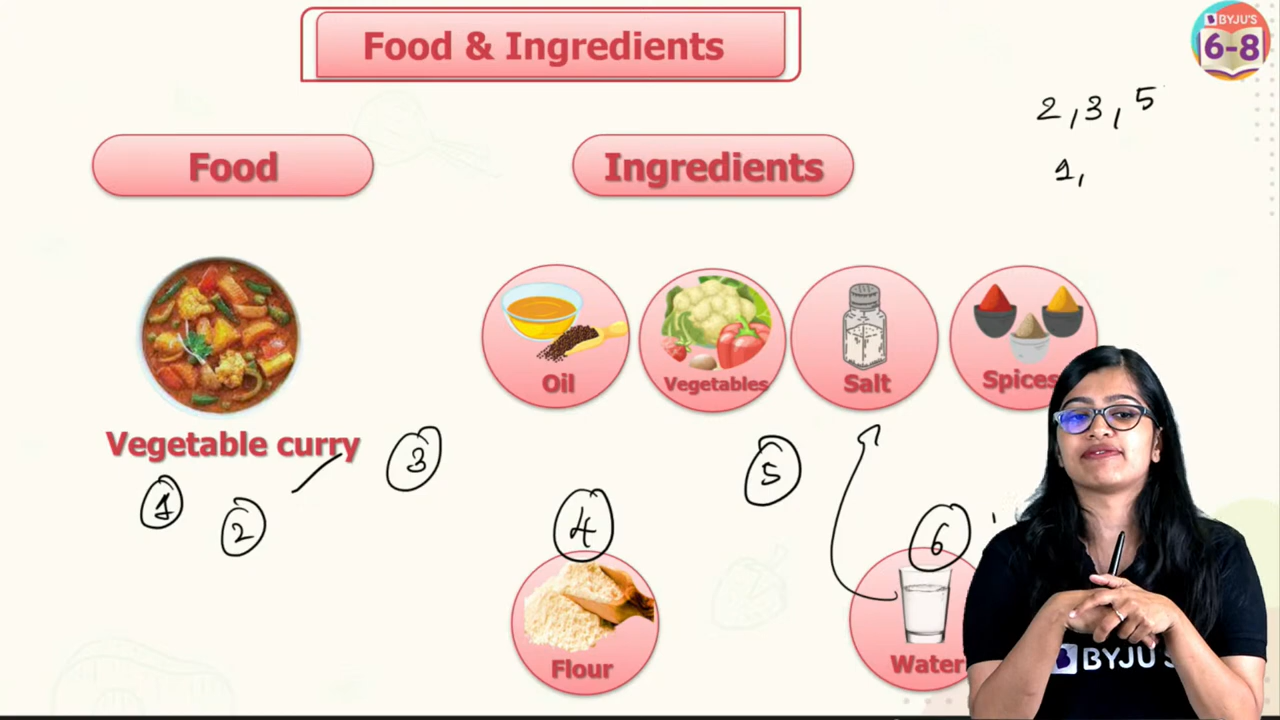 Food & Ingredients
BYJU'S
6-8
2, 3, 5
1,
Food
Ingredients
Oil
Vegetables
Salt
Spices
Vegetable curry
3
5
1
2
4
6
Flour
Water
BYJU'S